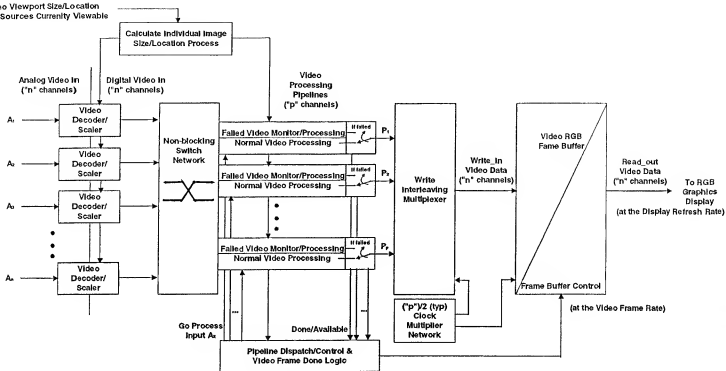 eo Viewport Size/Location
Sources Currenity Viewable
Calculate Individual Image
Size/Location Process
Analog Video In
("n" channels)
Digital Video In
("n" channels)
Video
Processing
Pipelines
("p" channels)
A₁
Video
Decoder/
Scaler
A₂
Video
Decoder/
Scaler
A₃
Video
Decoder/
Scaler
Aₙ
Video
Decoder/
Scaler
Non-blocking
Switch
Network
Failed Video Monitor/Processing
Normal Video Processing
If failed
P₁
Failed Video Monitor/Processing
Normal Video Processing
If failed
P₂
Failed Video Monitor/Processing
Normal Video Processing
If failed
Pₚ
Write
Interleaving
Multiplexer
Write_in
Video Data
("n" channels)
Video RGB
Fame Buffer
Frame Buffer Control
Read_out
Video Data
("n" channels)
To RGB
Graphics
Display
(at the Display Refresh Rate)
(at the Video Frame Rate)
("p")/2 (typ)
Clock
Multiplier
Network
Go Process
Input Aₓ
...
Done/Available
...
Pipeline Dispatch/Control &
Video Frame Done Logic